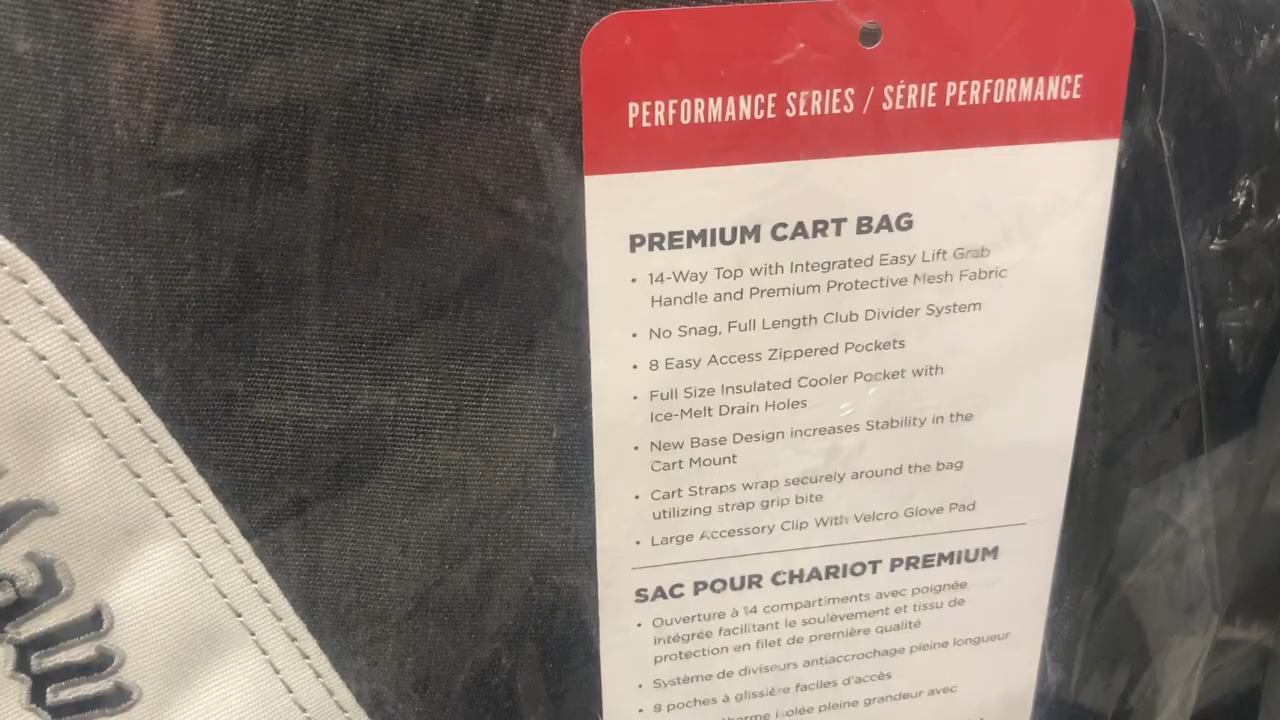 PERFORMANCE SERIES / SÉRIE PERFORMANCE
PREMIUM CART BAG
• 14-Way Top with Integrated Easy Lift Grab
Handle and Premium Protective Mesh Fabric
• No Snag, Full Length Club Divider System
• 8 Easy Access Zippered Pockets
• Full Size Insulated Cooler Pocket with
Ice-Melt Drain Holes
• New Base Design increases Stability in the
Cart Mount
• Cart Straps wrap securely around the bag
utilizing strap grip bite
• Large Accessory Clip With Velcro Glove Pad
SAC POUR CHARIOT PREMIUM
• Ouverture à 14 compartiments avec poignée
intégrée facilitant le soulèvement et tissu de
protection en filet de première qualité
• Système de diviseurs antiaccrochage pleine longueur
• 8 poches à glissière faciles d'accès
• isolée pleine grandeur avec